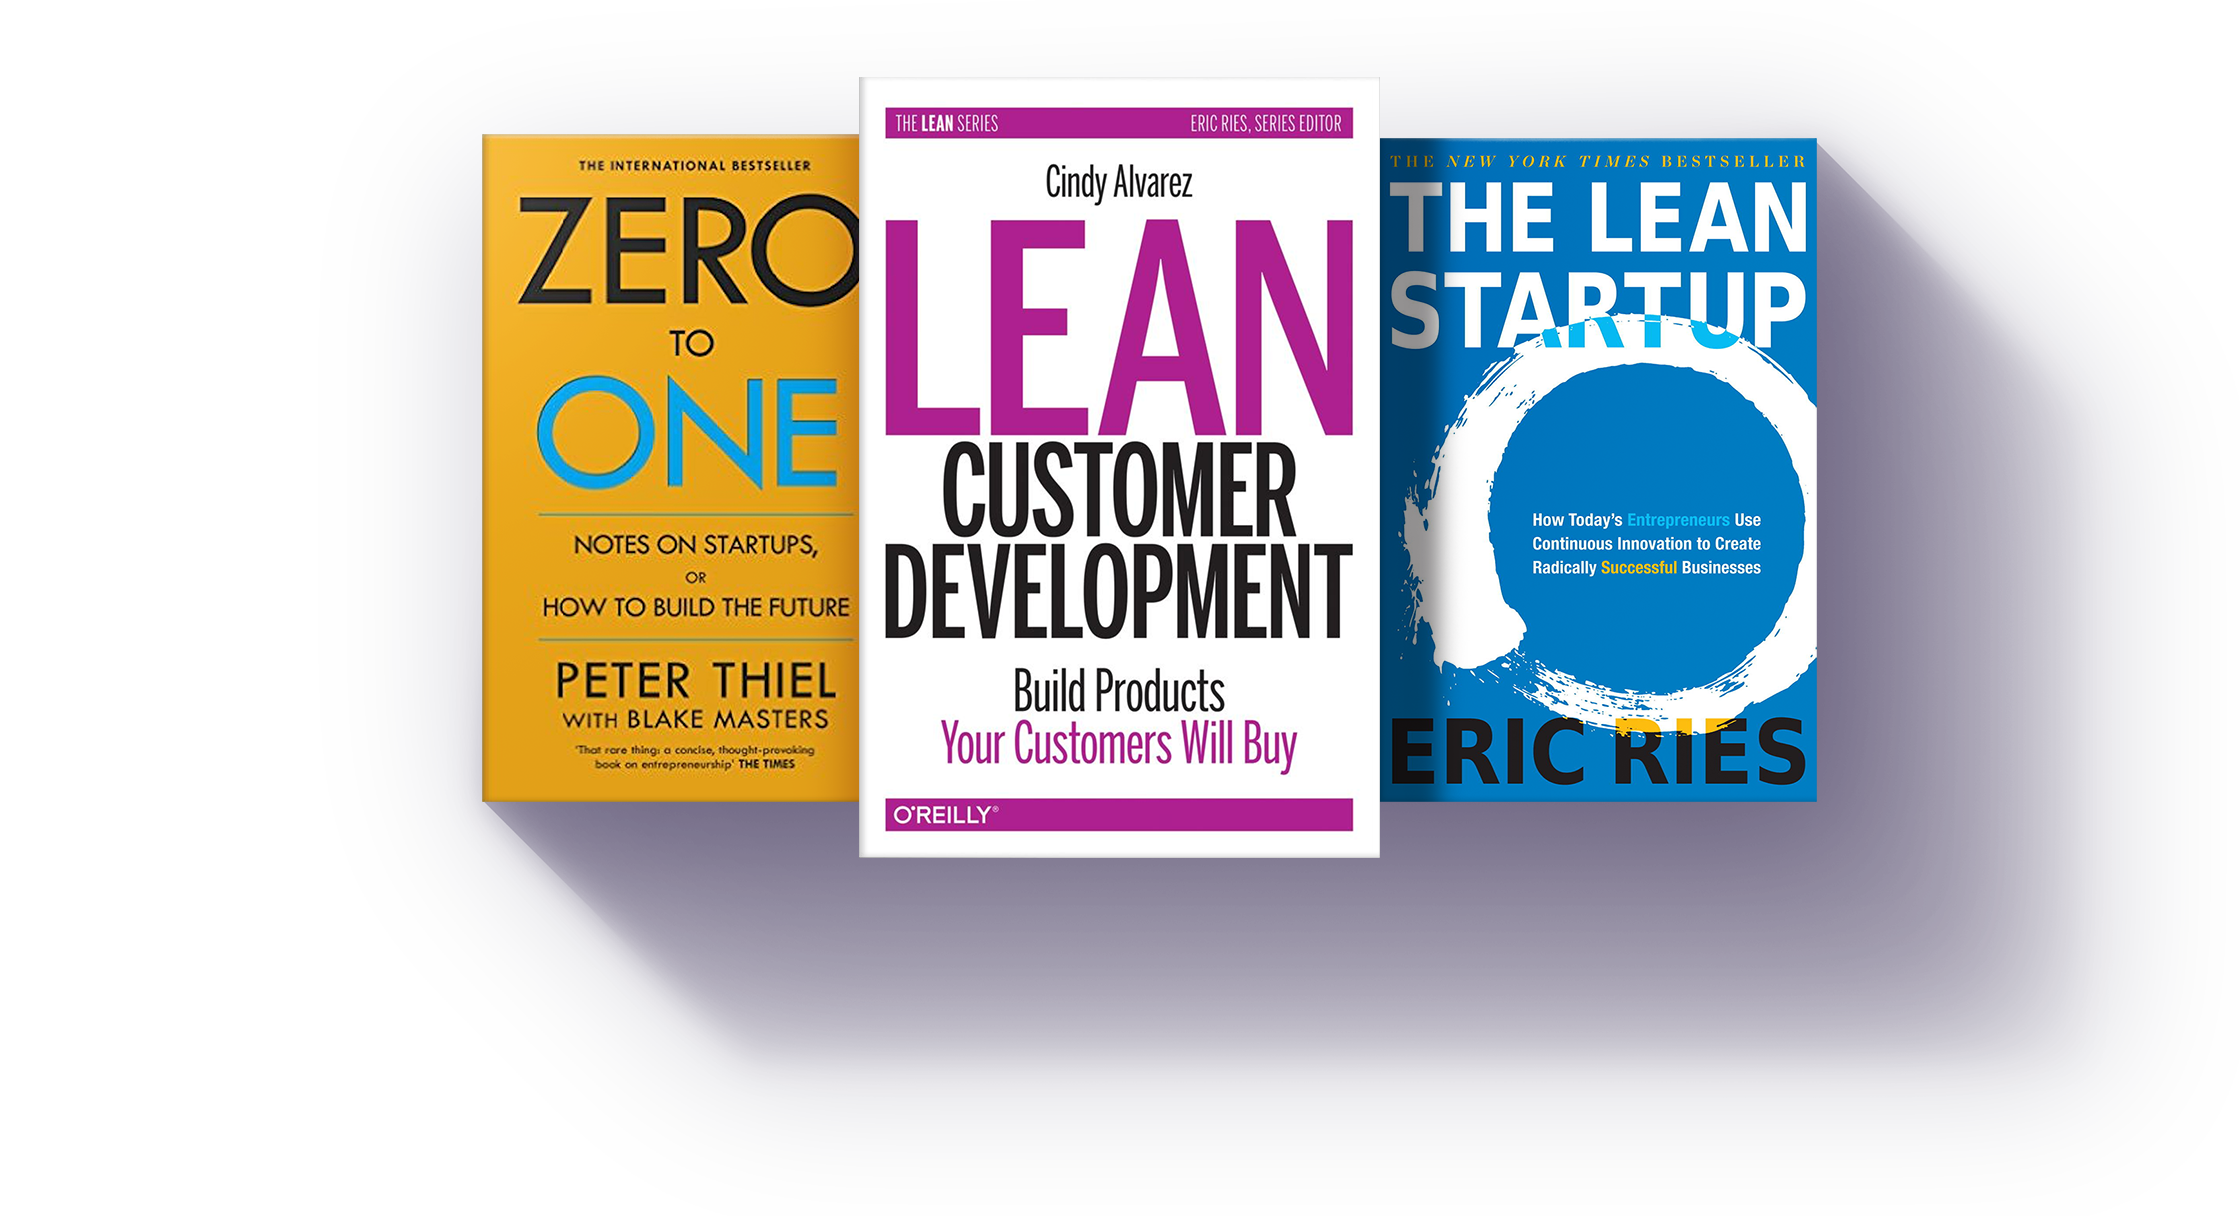 THE INTERNATIONAL BESTSELLER
ZERO
TO
ONE
NOTES ON STARTUPS,
OR
HOW TO BUILD THE FUTURE
PETER THIEL
WITH BLAKE MASTERS
'That rare thing: a concise, thought-provoking
book on entrepreneurship' THE TIMES
THE LEAN SERIES ERIC RIES, SERIES EDITOR
Cindy Alvarez
LEAN
CUSTOMER
DEVELOPMENT
Build Products
Your Customers Will Buy
O'REILLY®
THE NEW YORK TIMES BESTSELLER
THE LEAN
STARTUP
How Today's Entrepreneurs Use
Continuous Innovation to Create
Radically Successful Businesses
ERIC RIES